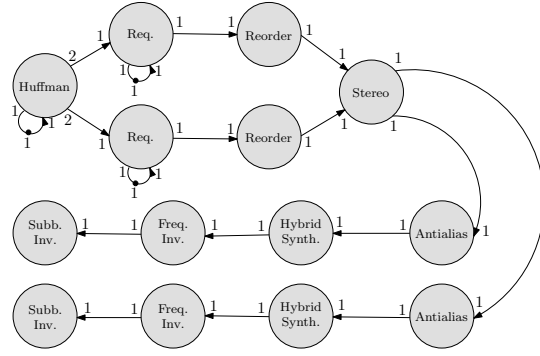 1 1 1 1
Req. Reorder
2 1 1 1 1 1
1
Huffman Stereo
1 1 2 1 1 1 1 1
1 Req. Reorder
1 1
1
Subb. 1 1 Freq. 1 1 Hybrid 1 1 Antialias 1
Inv. Inv. Synth.
Subb. 1 1 Freq. 1 1 Hybrid 1 1 Antialias 1
Inv. Inv. Synth.